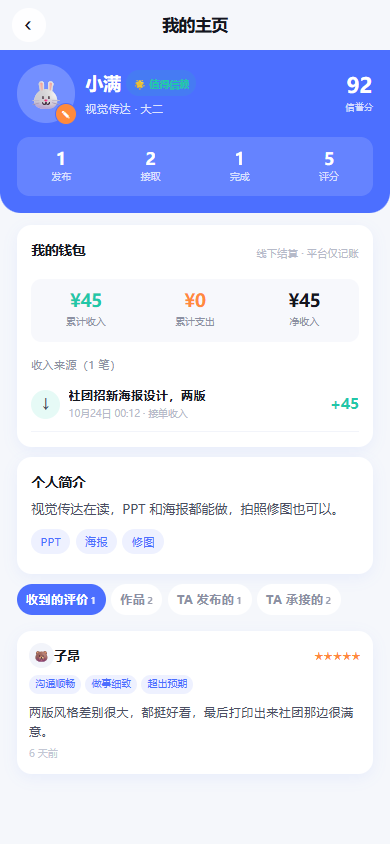 我的主页
小满
值得信赖
视觉传达 · 大二
92
信誉分
1
发布
2
接取
1
完成
5
评分
我的钱包
线下结算 · 平台仅记账
¥45
累计收入
¥0
累计支出
¥45
净收入
收入来源（1 笔）
社团招新海报设计，两版
10月24日 00:12 · 接单收入
+45
个人简介
视觉传达在读，PPT 和海报都能做，拍照修图也可以。
PPT
海报
修图
收到的评价 1
作品 2
TA 发布的 1
TA 承接的 2
子昂
★★★★★
沟通顺畅
做事细致
超出预期
两版风格差别很大，都挺好看，最后打印出来社团那边很满
意。
6 天前